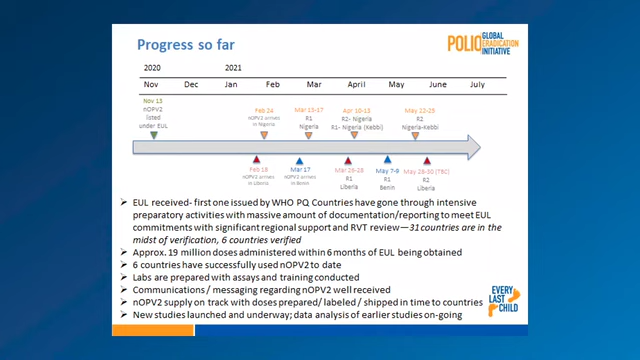 Progress so far
POLIO GLOBAL
ERADICATION
INITIATIVE
2020 2021
Nov Dec Jan Feb Mar April May June July
Nov 13
nOPV2
listed
under EUL
Feb 24
nOPV2 arrives
in Nigeria
Mar 13-17
R1
Nigeria
Apr 10-13
R2- Nigeria
R1- Nigeria (Kebbi)
May 22-25
R2
Nigeria-Kebbi
Feb 18
nOPV2 arrives
in Liberia
Mar 17
nOPV2 arrives
in Benin
Mar 26-28
R1
Liberia
May 7-9
R1
Benin
May 28-30 (TBC)
R2
Liberia
➤ EUL received- first one issued by WHO PQ Countries have gone through intensive
preparatory activities with massive amount of documentation/reporting to meet EUL
commitments with significant regional support and RVT review—31 countries are in the
midst of verification, 6 countries verified
➤ Approx. 19 million doses administered within 6 months of EUL being obtained
➤ 6 countries have successfully used nOPV2 to date
➤ Labs are prepared with assays and training conducted
➤ Communications / messaging regarding nOPV2 well received
➤ nOPV2 supply on track with doses prepared/ labeled / shipped in time to countries
➤ New studies launched and underway; data analysis of earlier studies on-going
EVERY
LAST
CHILD